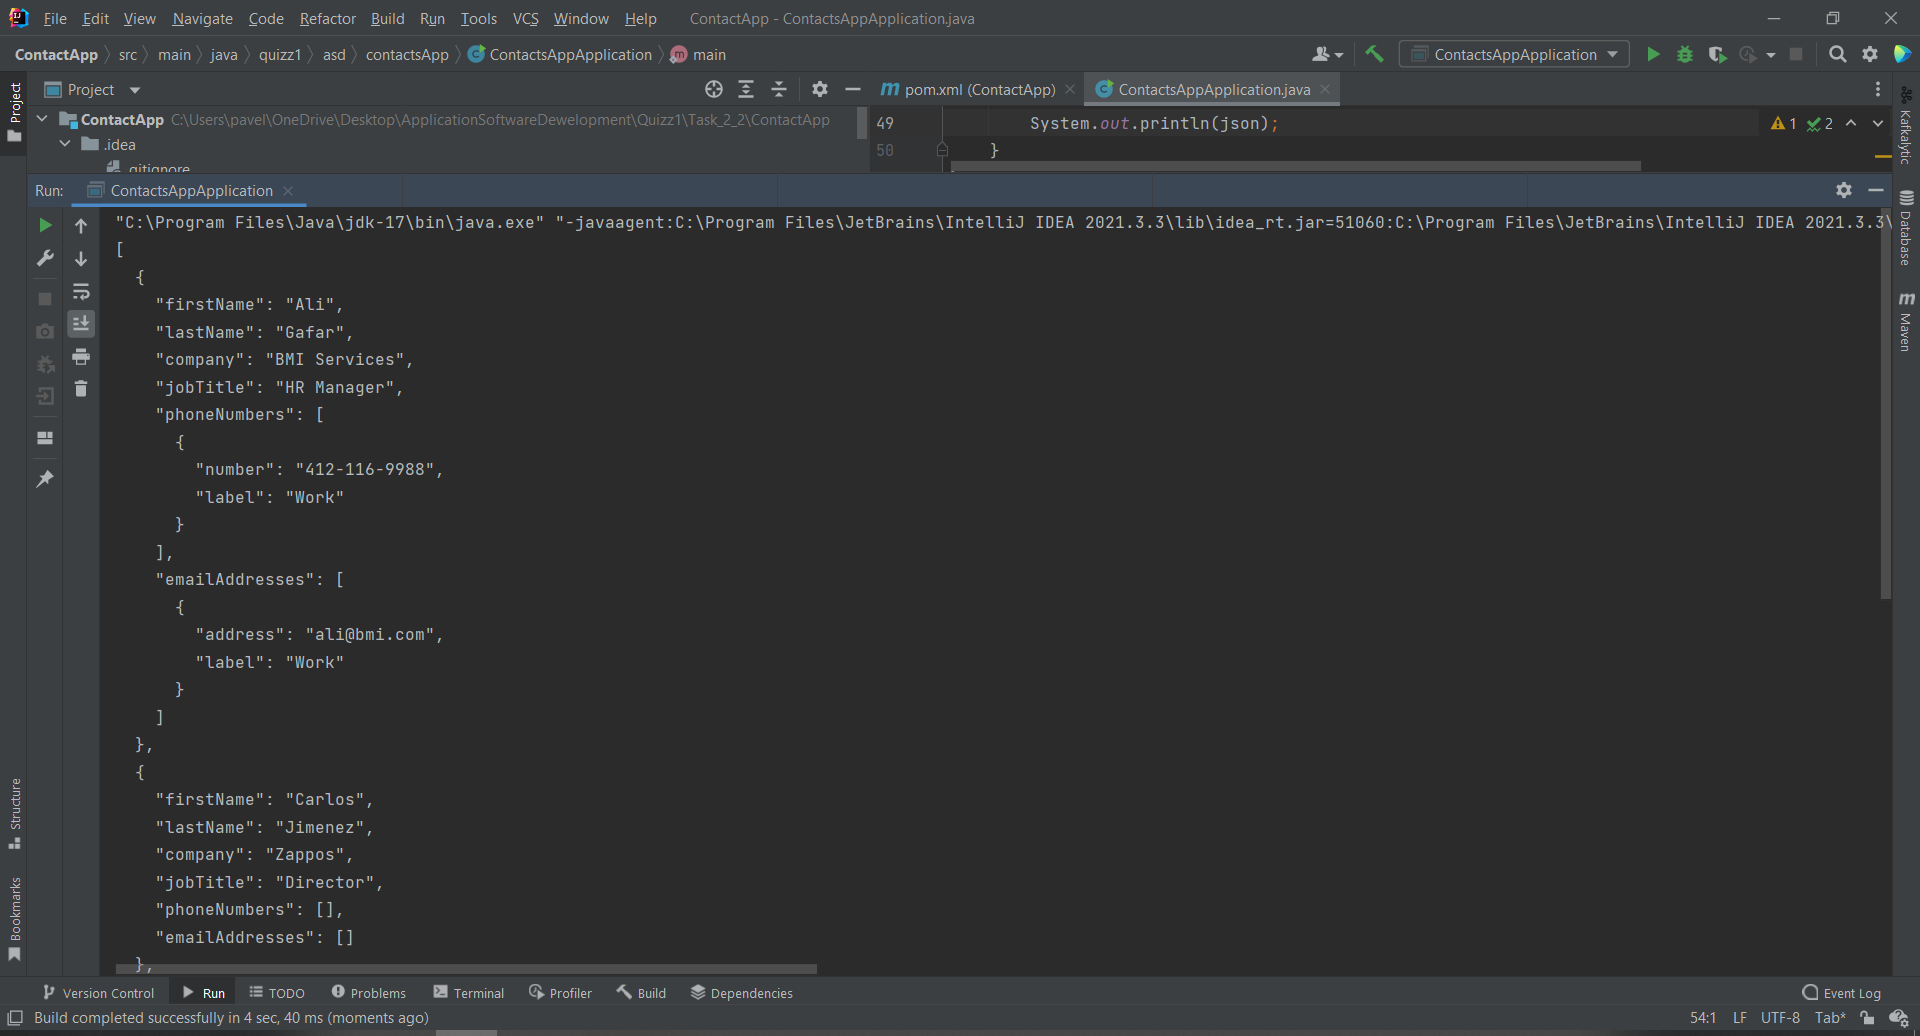 File Edit View Navigate Code Refactor Build Run Tools VCS Window Help ContactApp - ContactsAppApplication.java
ContactApp src main java quizz1 asd contactsApp ContactsAppApplication main ContactsAppApplication
Project pom.xml (ContactApp) ContactsAppApplication.java
Project
ContactApp C:\Users\pavel\OneDrive\Desktop\ApplicationSoftwareDewelopment\Quizz1\Task_2_2\ContactApp
.idea
.gitignore
49 System.out.println(json); 1 2
50 }
Kafkalytic
Database
Maven
Run: ContactsAppApplication
"C:\Program Files\Java\jdk-17\bin\java.exe" "-javaagent:C:\Program Files\JetBrains\IntelliJ IDEA 2021.3.3\lib\idea_rt.jar=51060:C:\Program Files\JetBrains\IntelliJ IDEA 2021.3.3\
[
{
"firstName": "Ali",
"lastName": "Gafar",
"company": "BMI Services",
"jobTitle": "HR Manager",
"phoneNumbers": [
{
"number": "412-116-9988",
"label": "Work"
}
],
"emailAddresses": [
{
"address": "ali@bmi.com",
"label": "Work"
}
]
},
{
"firstName": "Carlos",
"lastName": "Jimenez",
"company": "Zappos",
"jobTitle": "Director",
"phoneNumbers": [],
"emailAddresses": []
},
Structure
Bookmarks
Version Control Run TODO Problems Terminal Profiler Build Dependencies Event Log
Build completed successfully in 4 sec, 40 ms (moments ago) 54:1 LF UTF-8 Tab*